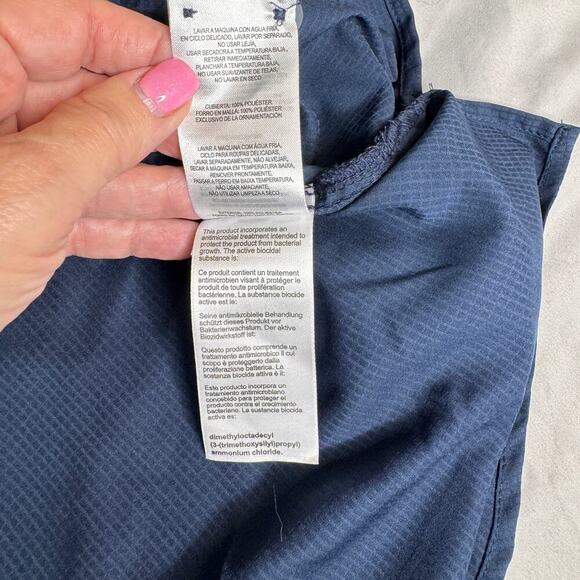 LAVAR A MAQUINA CON AGUA FRIA,
EN CICLO DELICADO, LAVAR POR SEPARADO,
NO USAR LEJIA,
USAR SECADORA A TEMPERATURA BAJA,
RETIRAR INMEDIATAMENTE,
PLANCHAR A TEMPERATURA BAJA,
NO USAR SUAVIZANTE DE TELAS,
NO LAVAR EN SECO
CUBIERTA: 100% POLIÉSTER
FORRO EN MALLA: 100% POLIÉSTER
EXCLUSIVO DE LA ORNAMENTACIÓN
LAVAR A MÁQUINA COM ÁGUA FRIA,
CICLO PARA ROUPAS DELICADAS,
LAVAR SEPARADAMENTE, NÃO ALVEJAR,
SECAR À MÁQUINA EM TEMPERATURA BAIXA,
REMOVER PRONTAMENTE,
PASSAR A FERRO EM BAIXA TEMPERATURA,
NÃO USAR AMACIANTE,
NÃO UTILIZAR LIMPEZA A SECO
This product incorporates an
antimicrobial treatment intended to
protect the product from bacterial
growth. The active biocidal
substance is:
Ce produit contient un traitement
antimicrobien visant à protéger le
produit de toute prolifération
bactérienne. La substance biocide
active est le:
Seine antimikrobielle Behandlung
schützt dieses Produkt vor
Bakterienwachstum. Der aktive
Biozidwirkstoff ist:
Questo prodotto comprende un
trattamento antimicrobico il cui
scopo è proteggerlo dalla
proliferazione batterica. La
sostanza biocida attiva è il:
Este producto incorpora un
tratamiento antimicrobiano
concebido para proteger el
producto contra el crecimiento
bacteriano. La sustancia biocida
activa es:
dimethyloctadecyl
(3-(trimethoxysilyl)propyl)
ammonium chloride.